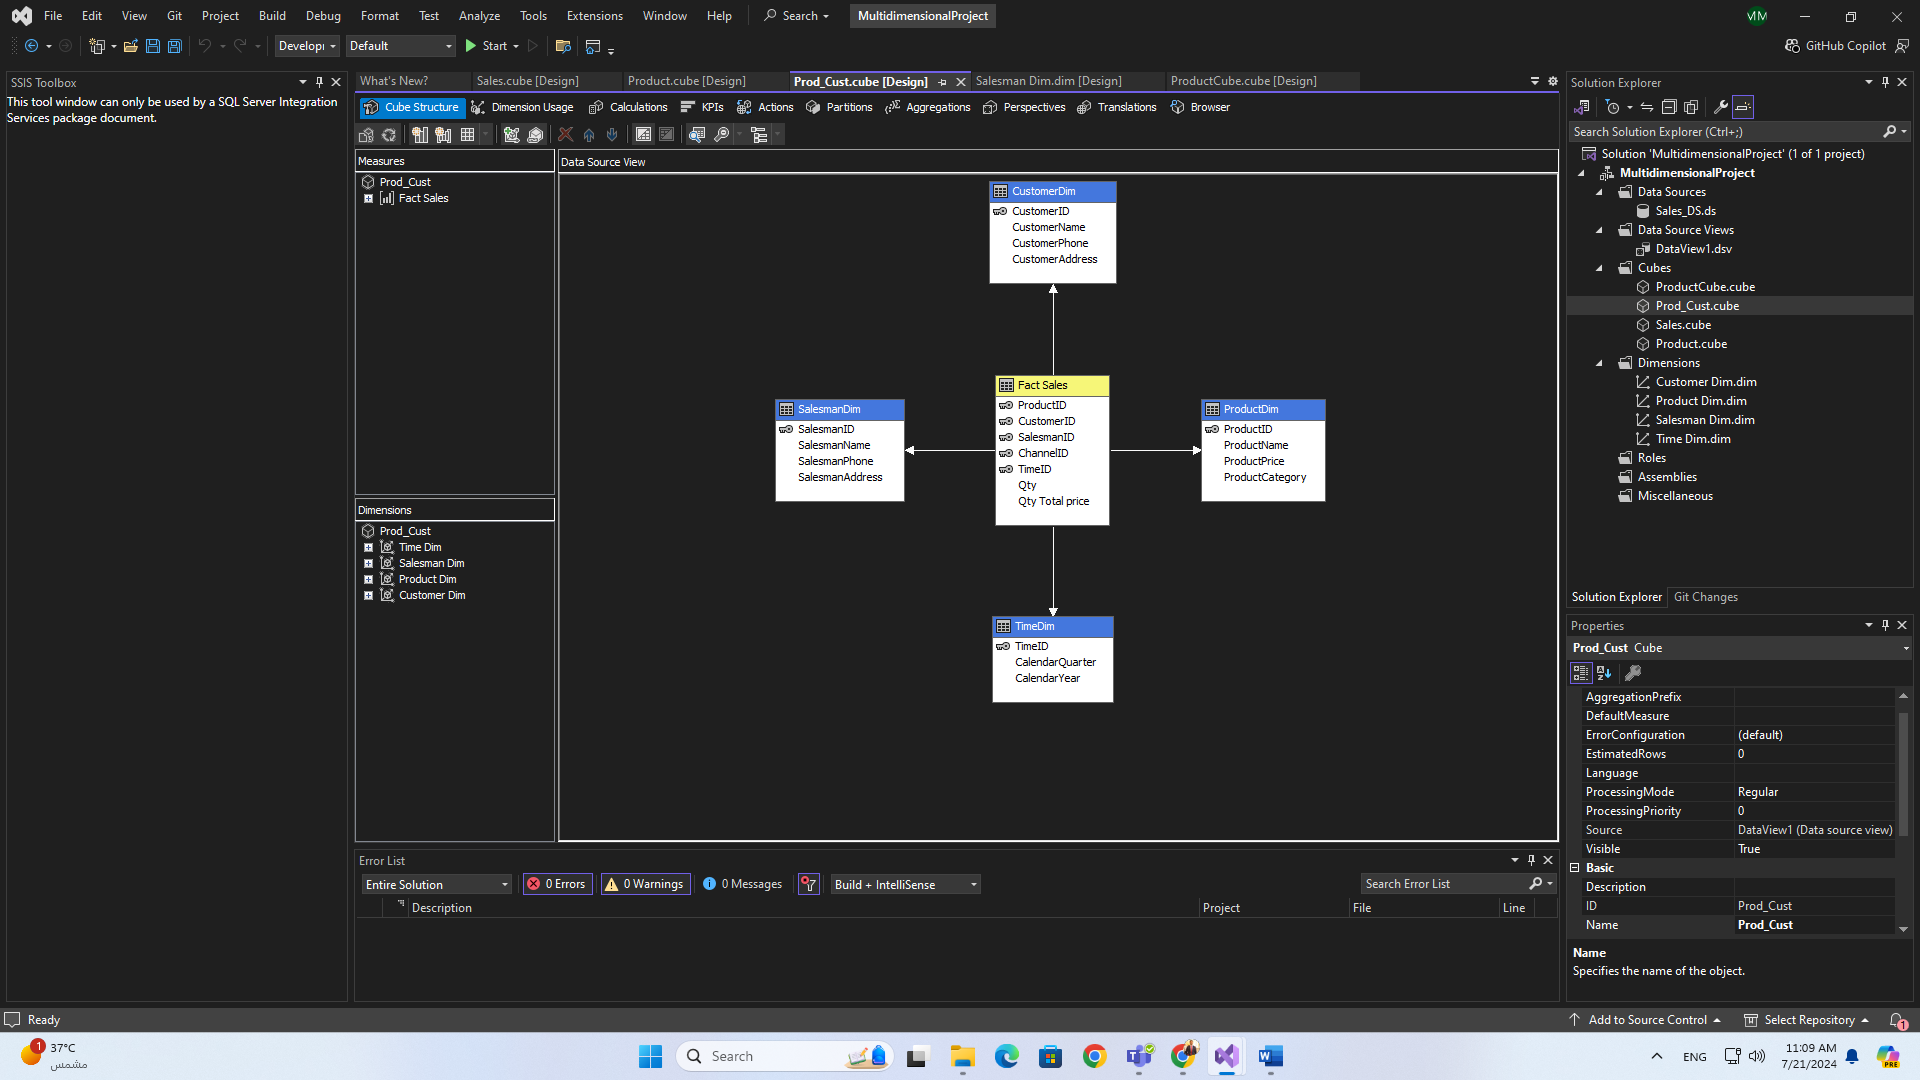 File Edit View Git Project Build Debug Format Test Analyze Tools Extensions Window Help Search MultidimensionalProject
Develop Default Start GitHub Copilot
SSIS Toolbox
This tool window can only be used by a SQL Server Integration
Services package document.
What's New? Sales.cube [Design] Product.cube [Design] Prod_Cust.cube [Design] Salesman Dim.dim [Design] ProductCube.cube [Design]
Cube Structure Dimension Usage Calculations KPIs Actions Partitions Aggregations Perspectives Translations Browser
Measures
Prod_Cust
Fact Sales
Dimensions
Prod_Cust
Time Dim
Salesman Dim
Product Dim
Customer Dim
Data Source View
CustomerDim
CustomerID
CustomerName
CustomerPhone
CustomerAddress
SalesmanDim
SalesmanID
SalesmanName
SalesmanPhone
SalesmanAddress
Fact Sales
ProductID
CustomerID
SalesmanID
ChannelID
TimeID
Qty
Qty Total price
ProductDim
ProductID
ProductName
ProductPrice
ProductCategory
TimeDim
TimeID
CalendarQuarter
CalendarYear
Error List
Entire Solution 0 Errors 0 Warnings 0 Messages Build + IntelliSense Search Error List
Description Project File Line
Solution Explorer
Search Solution Explorer (Ctrl+;)
Solution 'MultidimensionalProject' (1 of 1 project)
MultidimensionalProject
Data Sources
Sales_DS.ds
Data Source Views
DataView1.dsv
Cubes
ProductCube.cube
Prod_Cust.cube
Sales.cube
Product.cube
Dimensions
Customer Dim.dim
Product Dim.dim
Salesman Dim.dim
Time Dim.dim
Roles
Assemblies
Miscellaneous
Solution Explorer Git Changes
Properties
Prod_Cust Cube
AggregationPrefix
DefaultMeasure
ErrorConfiguration (default)
EstimatedRows 0
Language
ProcessingMode Regular
ProcessingPriority 0
Source DataView1 (Data source view)
Visible True
Basic
Description
ID Prod_Cust
Name Prod_Cust
Name
Specifies the name of the object.
Ready Add to Source Control Select Repository 1
1 37°C
مشمس
Search
ENG
11:09 AM
7/21/2024
PRE